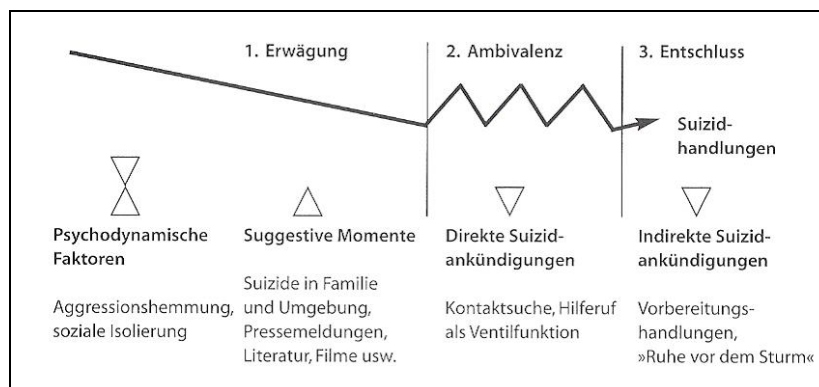 1. Erwägung
2. Ambivalenz
3. Entschluss
Suizid-
handlungen
Psychodynamische
Faktoren
Aggressionshemmung,
soziale Isolierung
Suggestive Momente
Suizide in Familie
und Umgebung,
Pressemeldungen,
Literatur, Filme usw.
Direkte Suizid-
ankündigungen
Kontaktsuche, Hilferuf
als Ventilfunktion
Indirekte Suizid-
ankündigungen
Vorbereitungs-
handlungen,
»Ruhe vor dem Sturm«